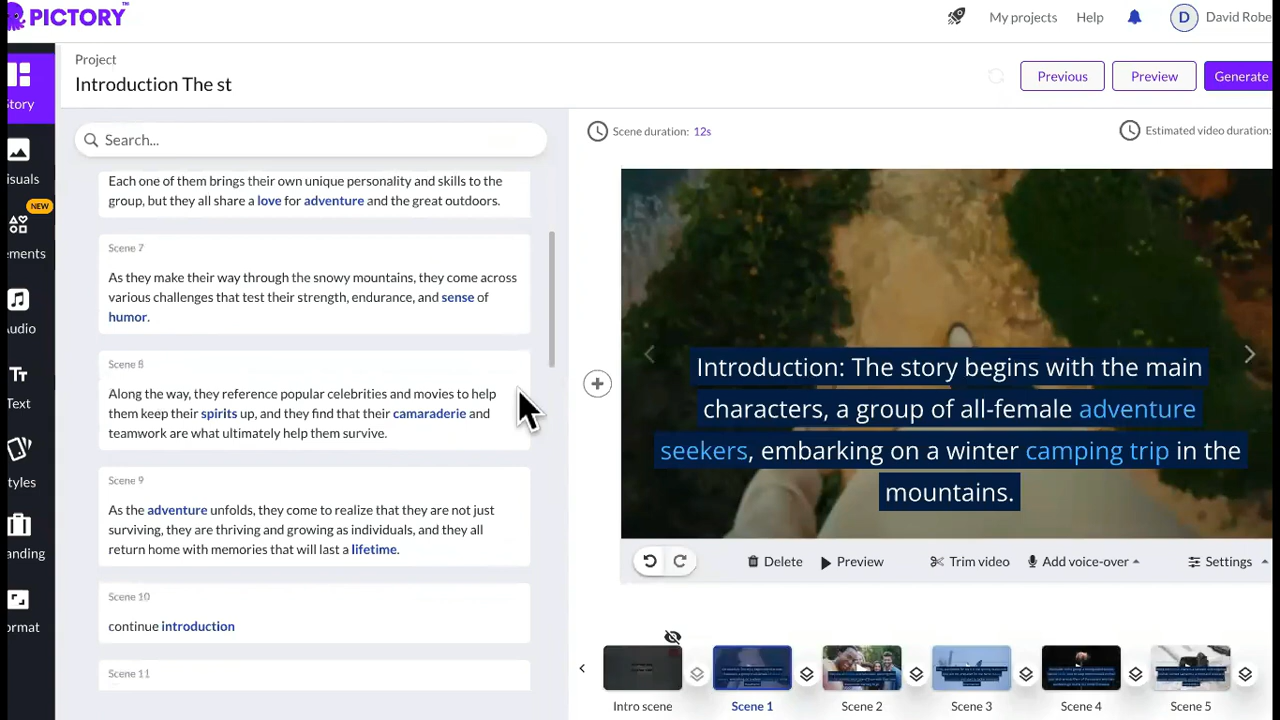 PICTORY™
My projects
Help
D
David Robe
Project
Introduction The st
Previous
Preview
Generate
Story
isuals
NEW
ements
Audio
Text
tyles
anding
ormat
Search...
Each one of them brings their own unique personality and skills to the
group, but they all share a love for adventure and the great outdoors.
Scene 7
As they make their way through the snowy mountains, they come across
various challenges that test their strength, endurance, and sense of
humor.
Scene 8
Along the way, they reference popular celebrities and movies to help
them keep their spirits up, and they find that their camaraderie and
teamwork are what ultimately help them survive.
Scene 9
As the adventure unfolds, they come to realize that they are not just
surviving, they are thriving and growing as individuals, and they all
return home with memories that will last a lifetime.
Scene 10
continue introduction
Scene 11
Scene duration: 12s
Estimated video duration:
Introduction: The story begins with the main
characters, a group of all-female adventure
seekers, embarking on a winter camping trip in the
mountains.
Delete
Preview
Trim video
Add voice-over
Settings
Intro scene
Scene 1
Scene 2
Scene 3
Scene 4
Scene 5